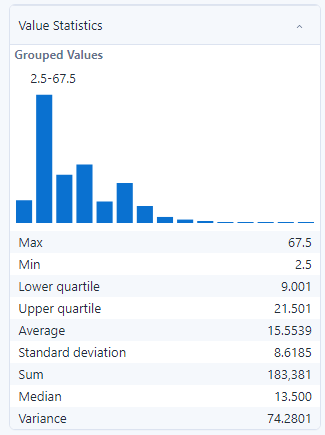 Value Statistics
Grouped Values
2.5-67.5
Max 67.5
Min 2.5
Lower quartile 9.001
Upper quartile 21.501
Average 15.5539
Standard deviation 8.6185
Sum 183,381
Median 13.500
Variance 74.2801